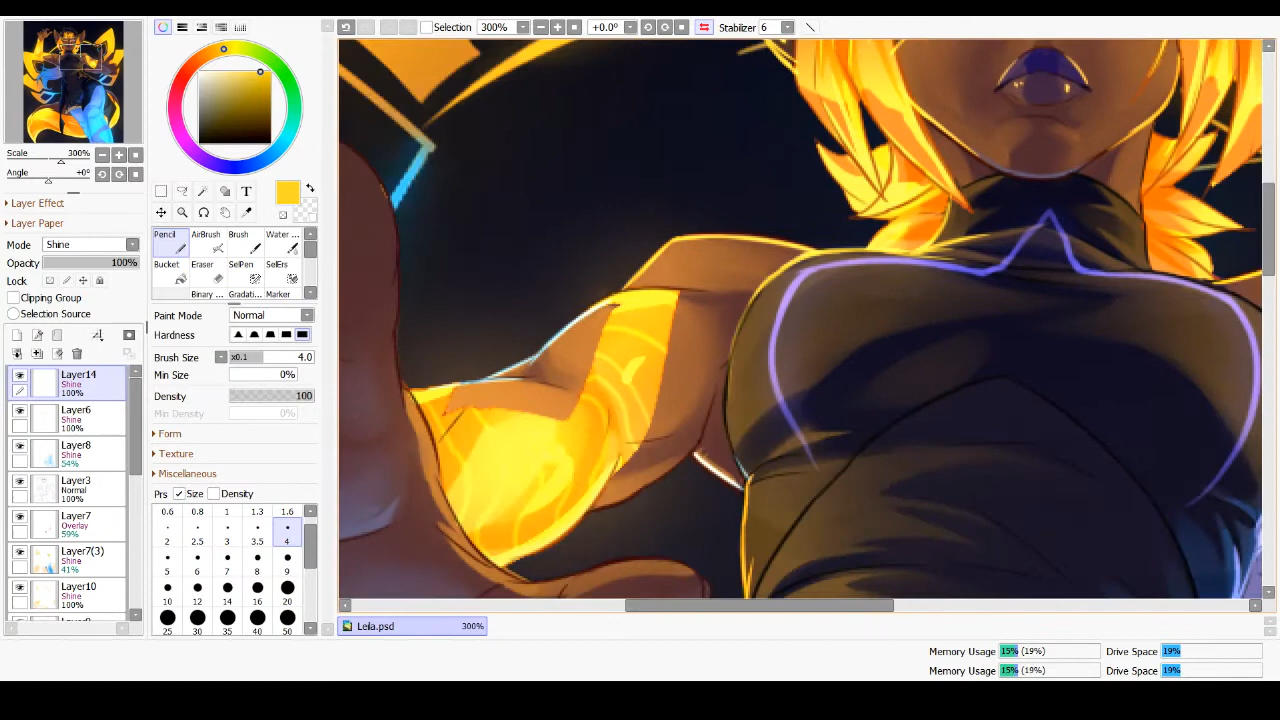 Selection 300% +0.0° Stabilizer 6
Scale 300%
Angle +0°
Layer Effect
Layer Paper
Mode Shine
Opacity 100%
Lock
Clipping Group
Selection Source
Layer14
Shine
100%
Layer6
Shine
100%
Layer8
Shine
54%
Layer3
Normal
100%
Layer7
Overlay
59%
Layer7(3)
Shine
41%
Layer10
Shine
100%
T
Pencil AirBrush Brush Water ...
Bucket Eraser SelPen SelErs
Binary ... Gradati... Marker
Paint Mode Normal
Hardness
Brush Size x0.1 4.0
Min Size 0%
Density 100
Min Density 0%
Form
Texture
Miscellaneous
Prs Size Density
0.6 0.8 1 1.3 1.6
2 2.5 3 3.5 4
5 6 7 8 9
10 12 14 16 20
25 30 35 40 50
Leila.psd 300%
Memory Usage 15% (19%) Drive Space 19%
Memory Usage 15% (19%) Drive Space 19%